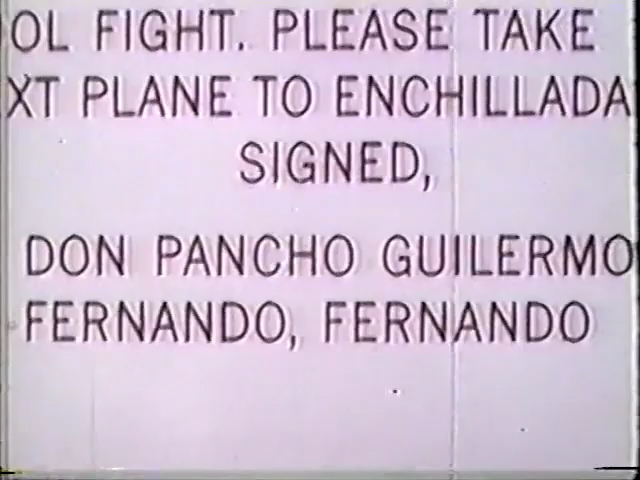 OL FIGHT. PLEASE TAKE
XT PLANE TO ENCHILLADA
SIGNED,
DON PANCHO GUILERMO
FERNANDO, FERNANDO